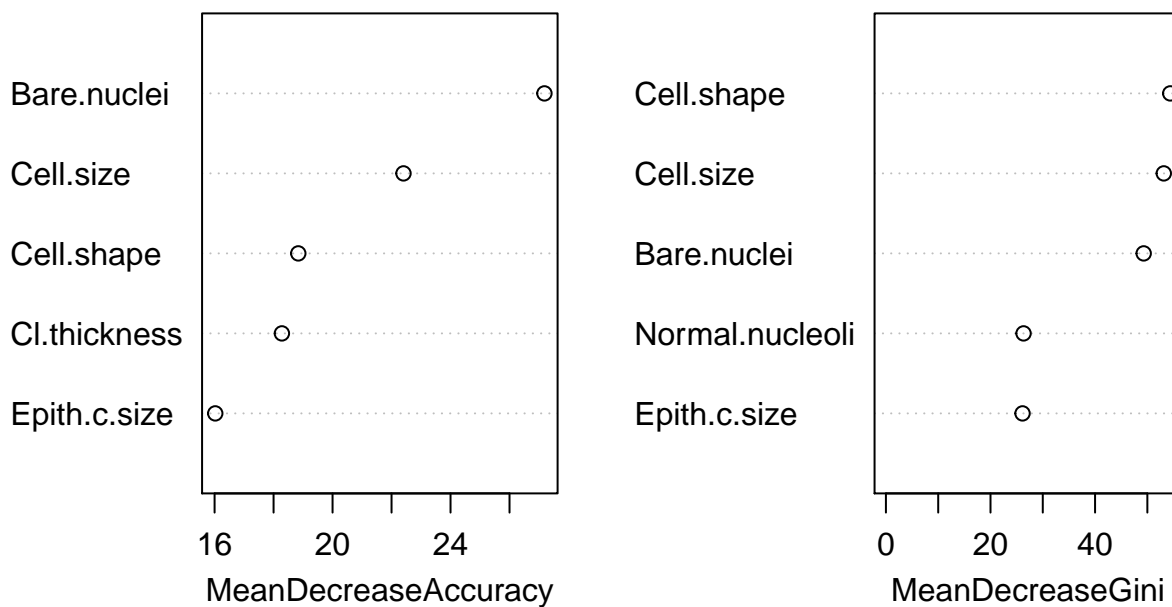 Bare.nuclei
Cell.size
Cell.shape
Cl.thickness
Epith.c.size
16 20 24
MeanDecreaseAccuracy
Cell.shape
Cell.size
Bare.nuclei
Normal.nucleoli
Epith.c.size
0 20 40
MeanDecreaseGini